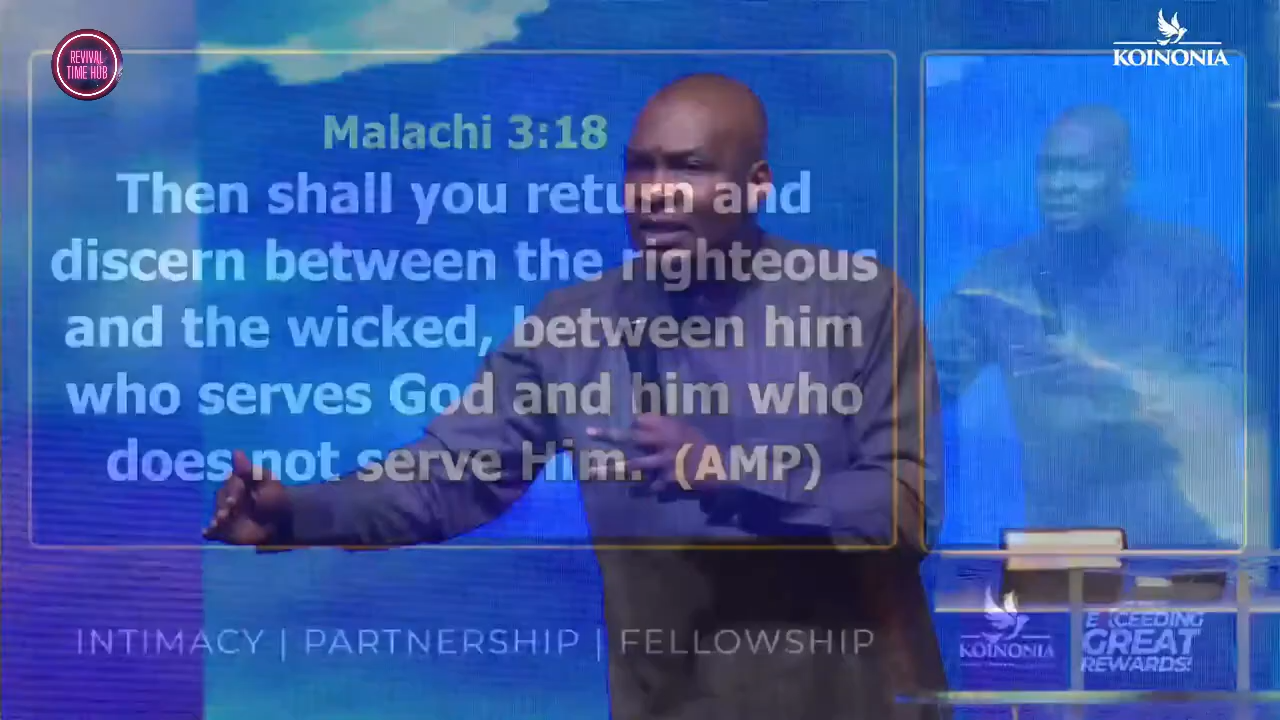 REVIVAL
TIME HUB
KOINONIA
Malachi 3:18
Then shall you return and
discern between the righteous
and the wicked, between him
who serves God and him who
does not serve Him. (AMP)
INTIMACY | PARTNERSHIP | FELLOWSHIP
KOINONIA
EXCEEDING
GREAT
REWARDS!